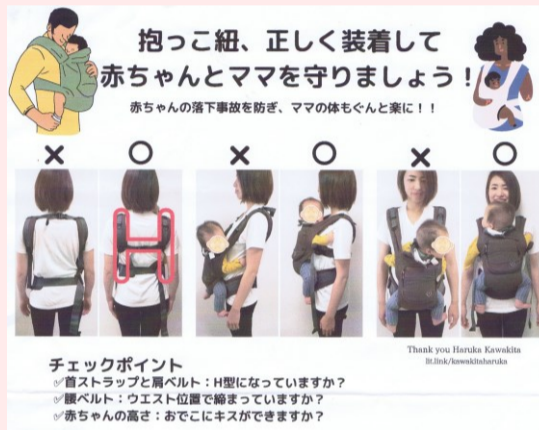 抱っこ紐、正しく装着して
赤ちゃんとママを守りましょう！
赤ちゃんの落下事故を防ぎ、ママの体もぐんと楽に！！
× ○ × ○ × ○
H
Thank you Haruka Kawakita
lit.link/kawakitaharuka
チェックポイント
✅首ストラップと肩ベルト：H型になっていますか？
✅腰ベルト：ウエスト位置で締まっていますか？
✅赤ちゃんの高さ：おでこにキスができますか？